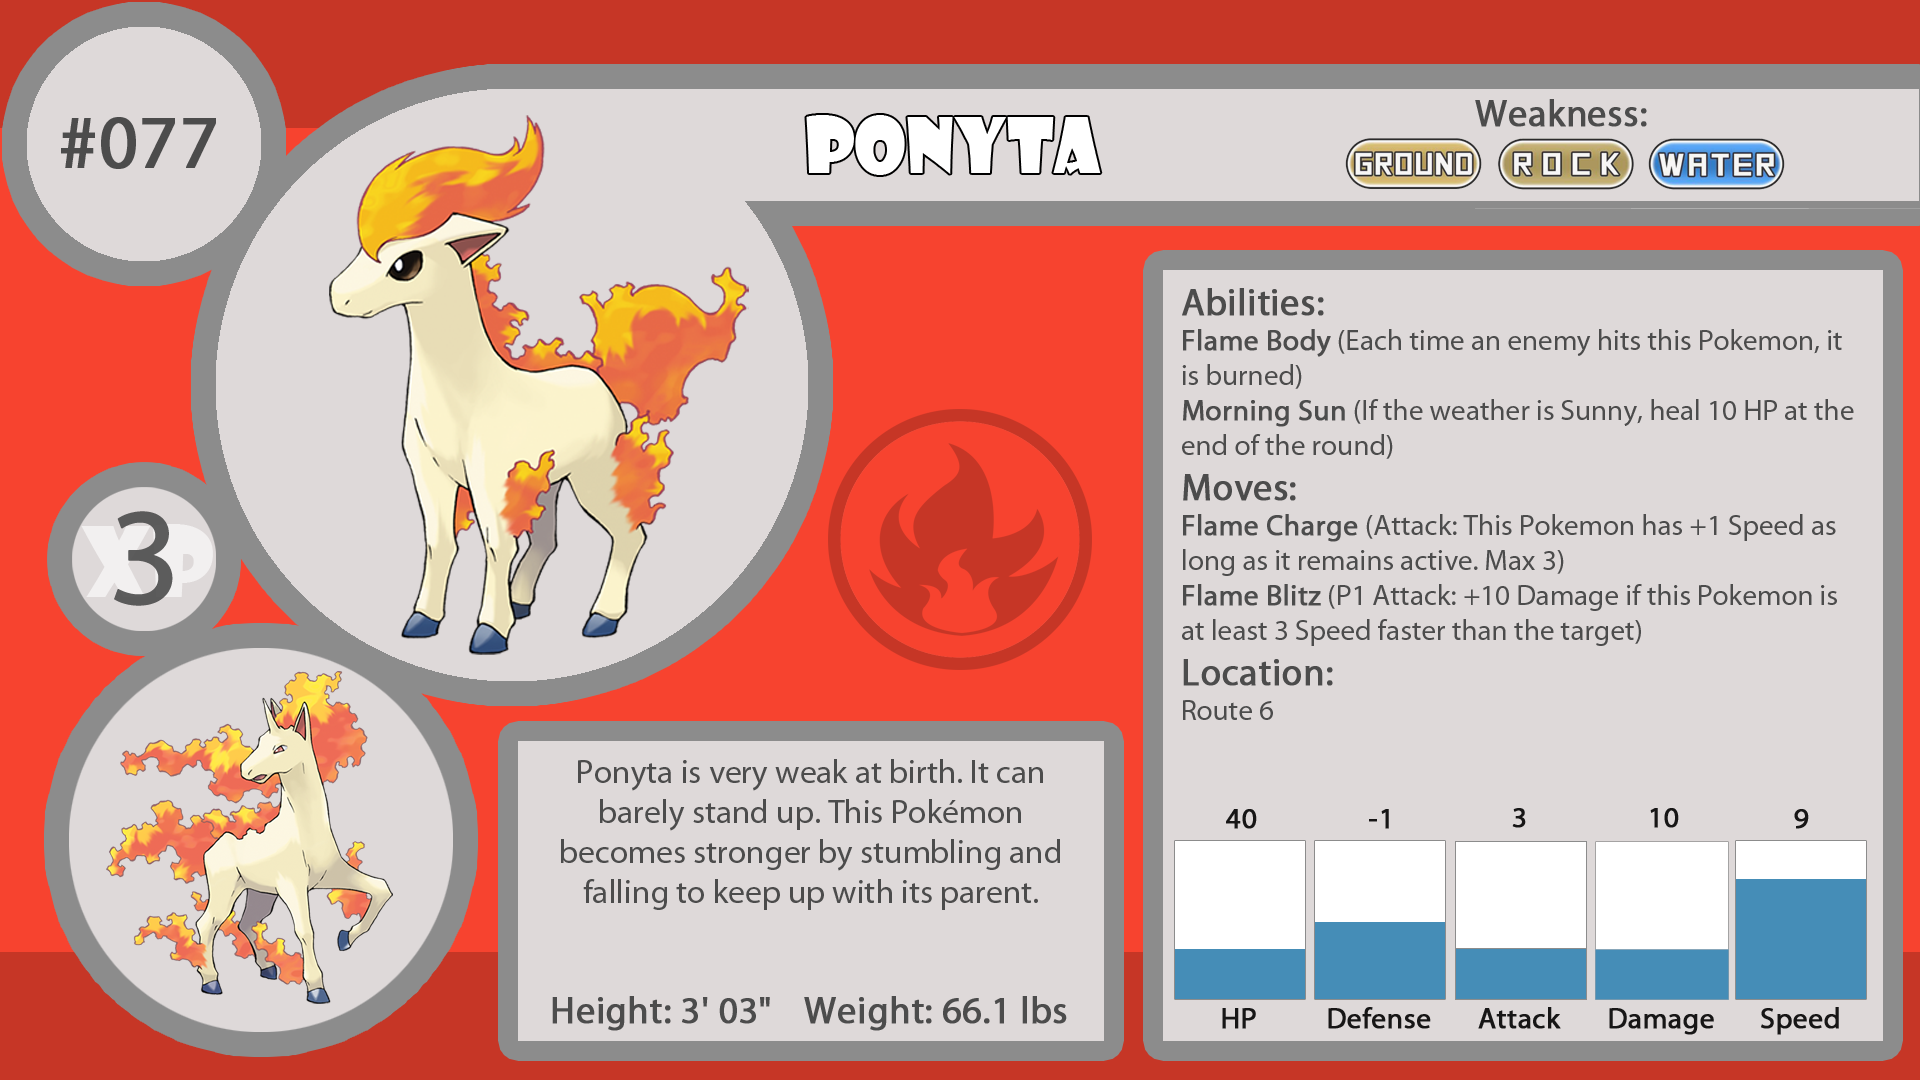 #077
PONYTA
Weakness:
GROUND ROCK WATER
XP
3
Abilities:
Flame Body (Each time an enemy hits this Pokemon, it
is burned)
Morning Sun (If the weather is Sunny, heal 10 HP at the
end of the round)
Moves:
Flame Charge (Attack: This Pokemon has +1 Speed as
long as it remains active. Max 3)
Flame Blitz (P1 Attack: +10 Damage if this Pokemon is
at least 3 Speed faster than the target)
Location:
Route 6
40 -1 3 10 9
HP Defense Attack Damage Speed
Ponyta is very weak at birth. It can
barely stand up. This Pokémon
becomes stronger by stumbling and
falling to keep up with its parent.
Height: 3' 03" Weight: 66.1 lbs